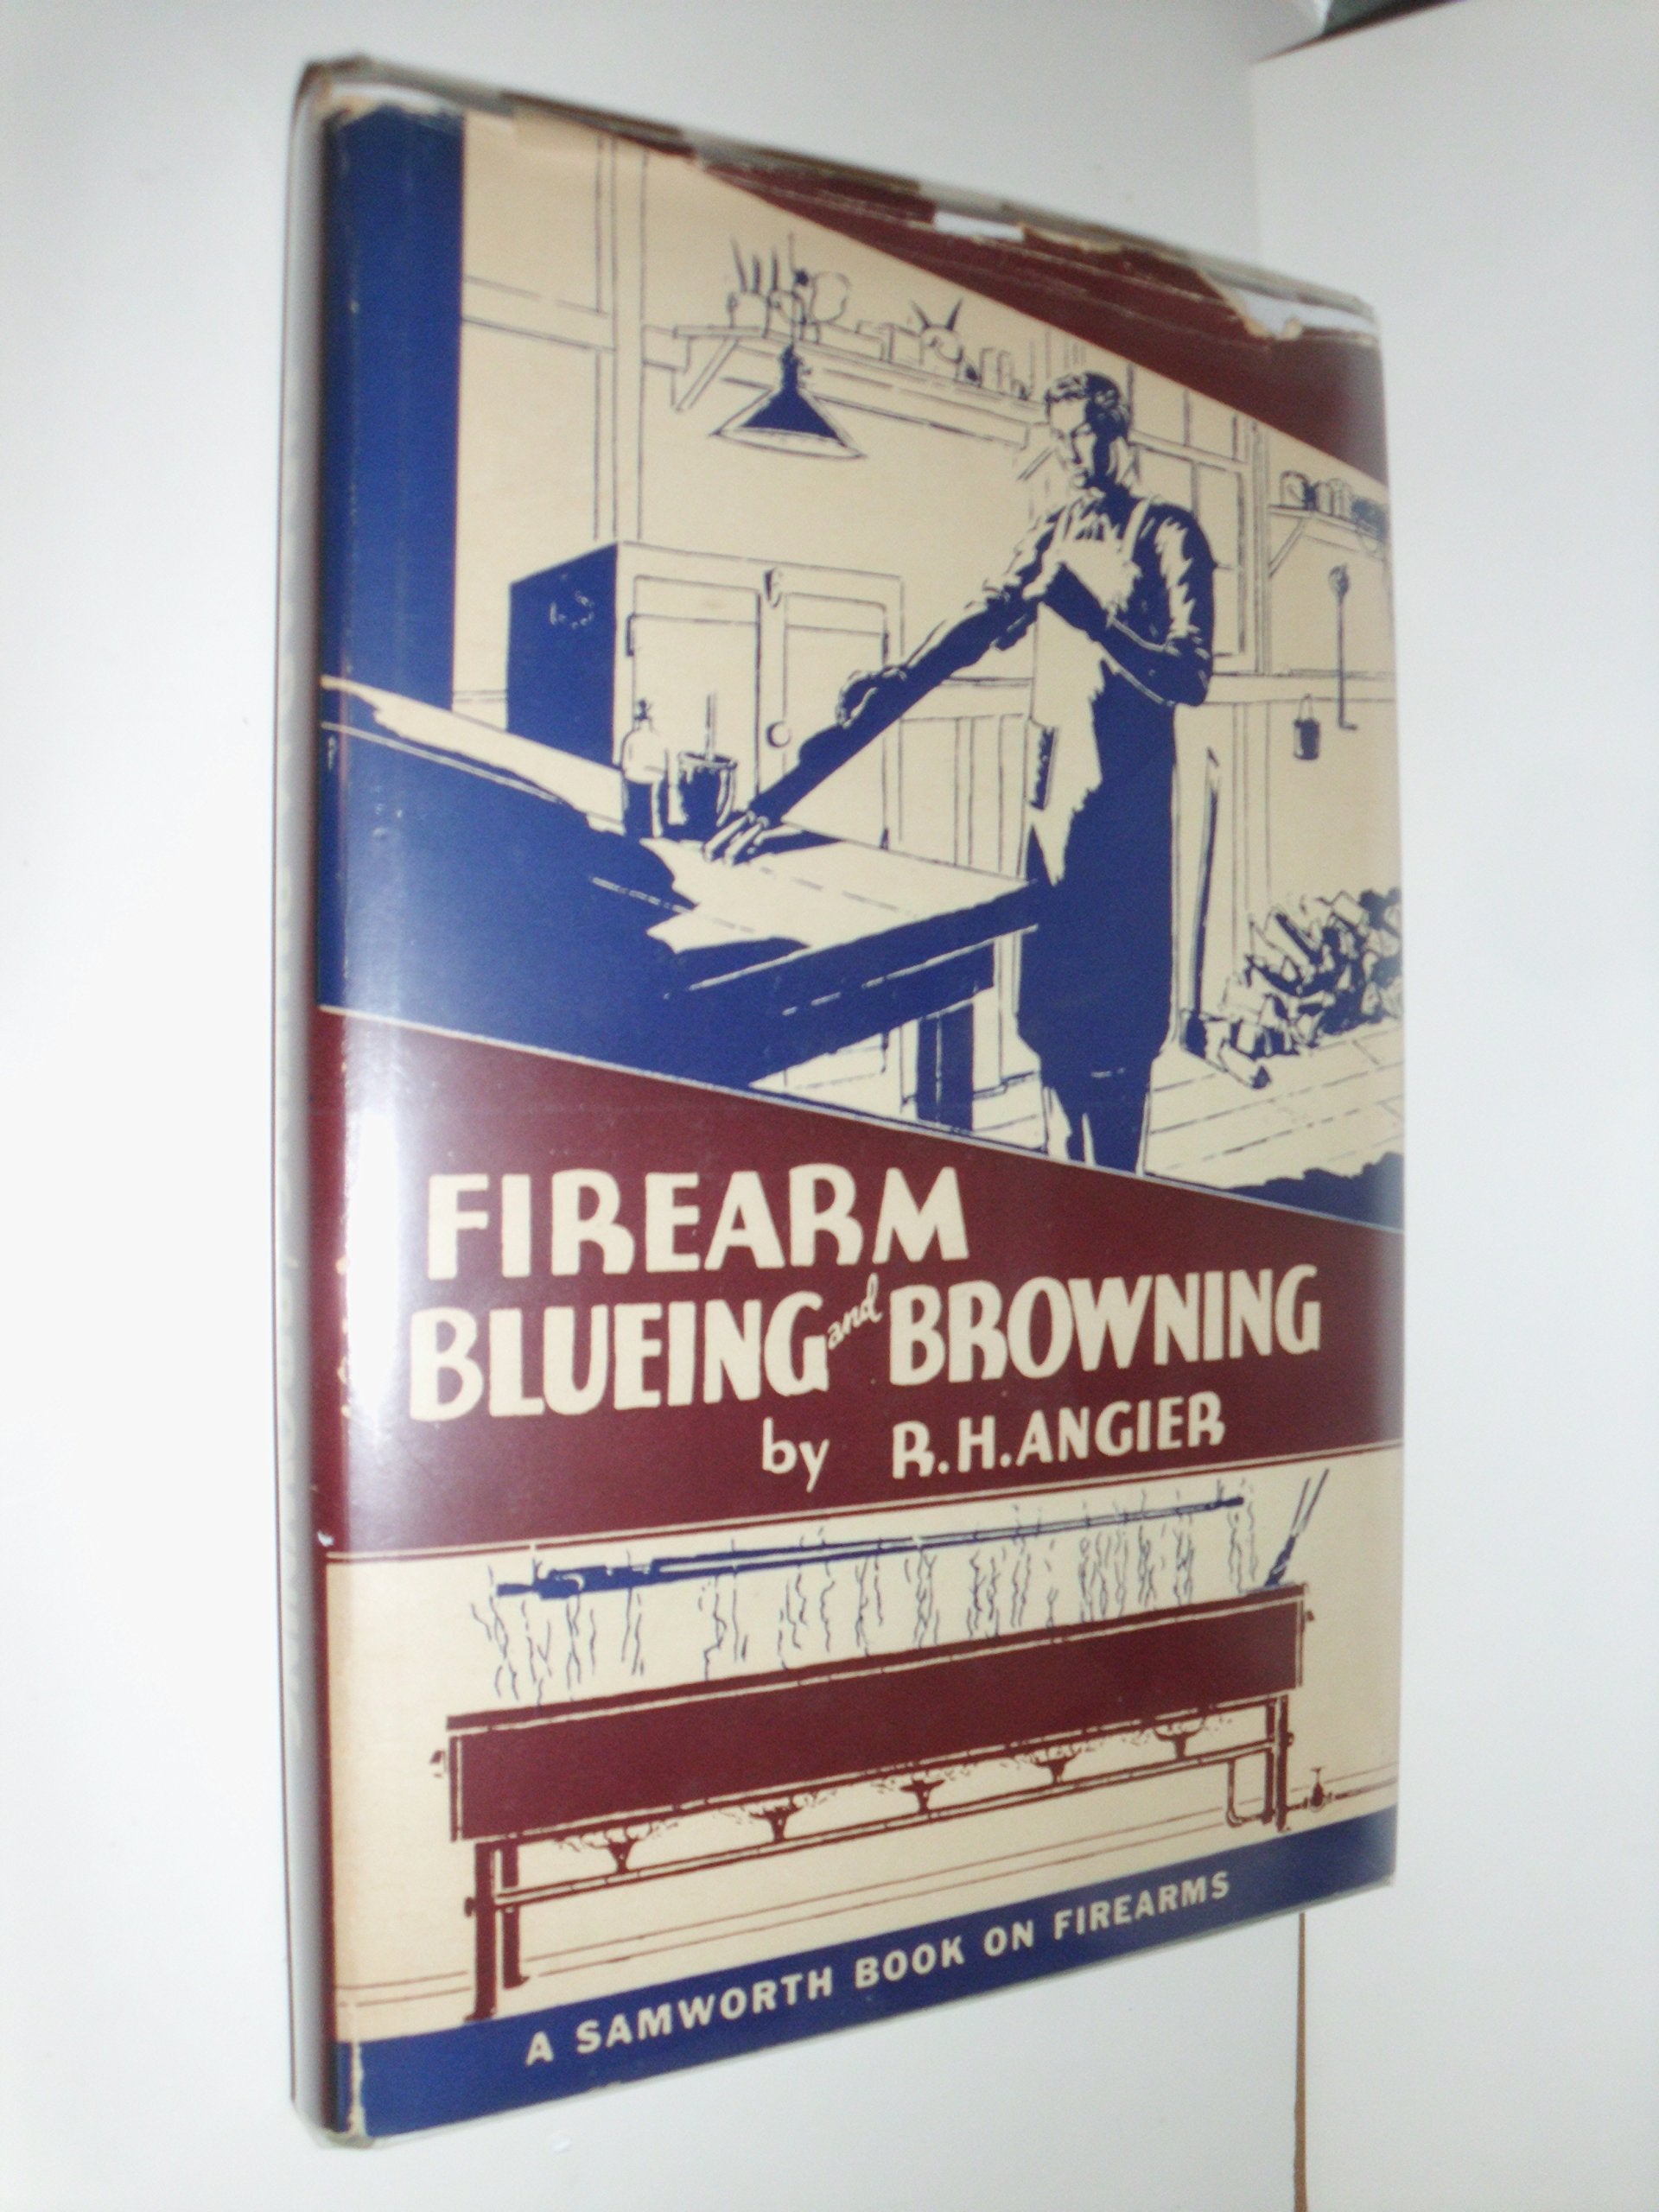 FIREARM
BLUEING and BROWNING
by R.H. ANGIER
A SAMWORTH BOOK ON FIREARMS